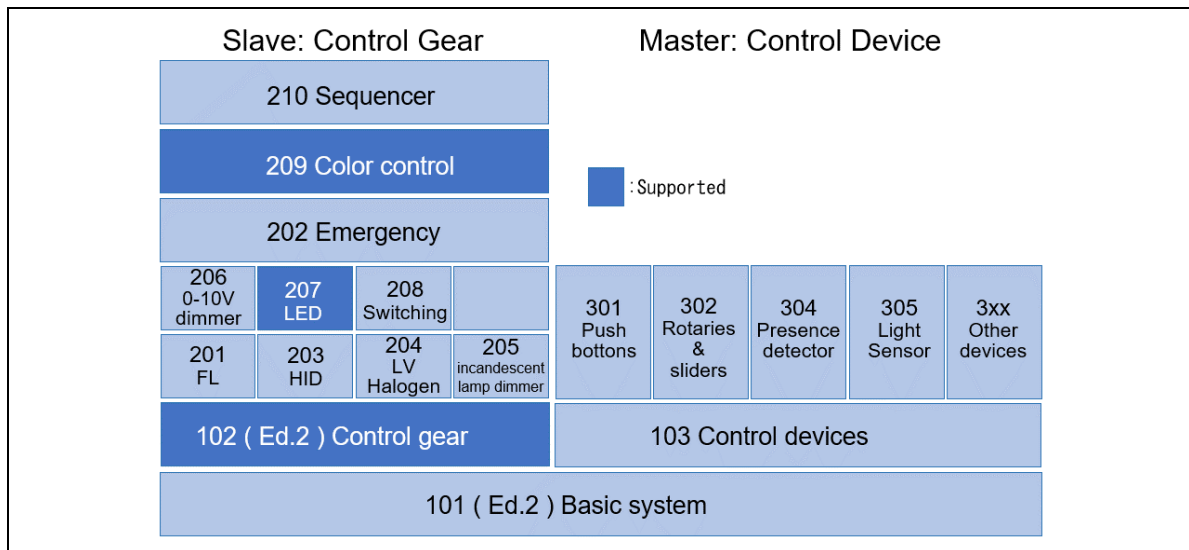 Slave: Control Gear
Master: Control Device
210 Sequencer
209 Color control
:Supported
202 Emergency
206
0-10V
dimmer
207
LED
208
Switching
201
FL
203
HID
204
LV
Halogen
205
incandescent
lamp dimmer
301
Push
bottons
302
Rotaries
&
sliders
304
Presence
detector
305
Light
Sensor
3xx
Other
devices
102 ( Ed.2 ) Control gear
103 Control devices
101 ( Ed.2 ) Basic system